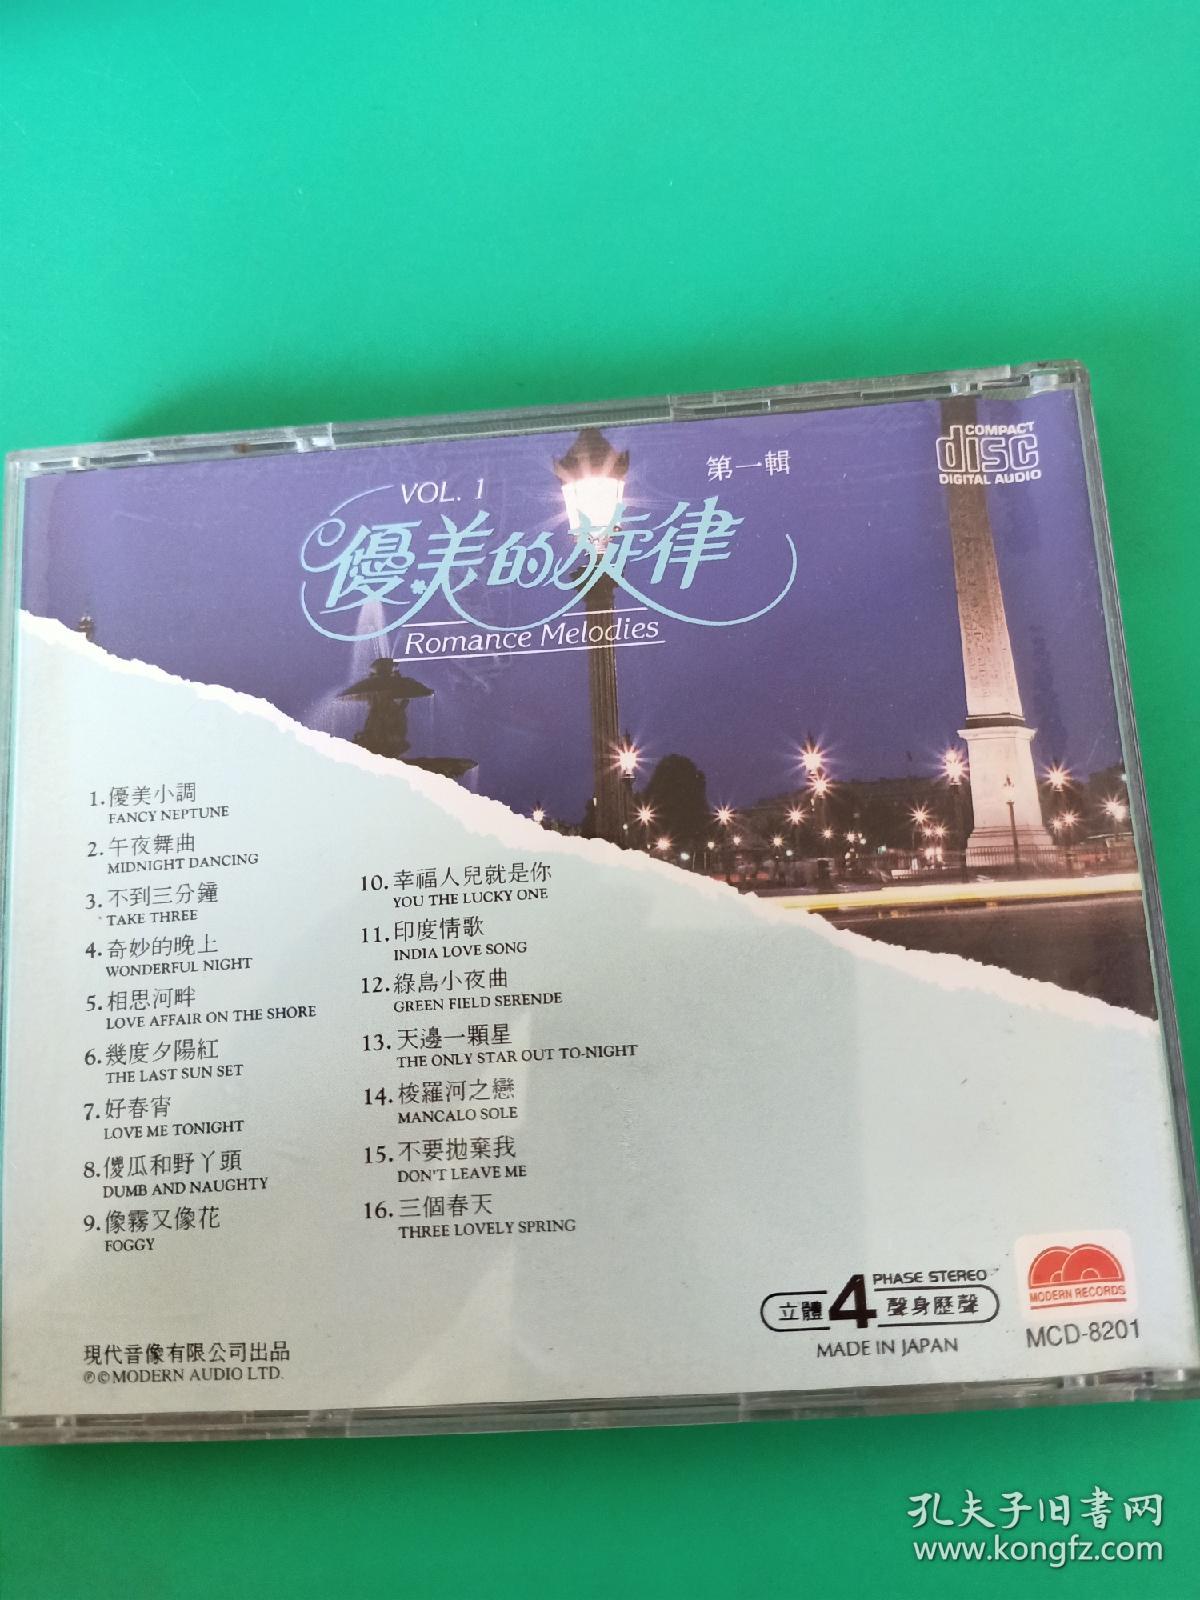 VOL. 1
第一輯
COMPACT
disc
DIGITAL AUDIO
優美的旋律
Romance Melodies
1.優美小調
FANCY NEPTUNE
2.午夜舞曲
MIDNIGHT DANCING
3.不到三分鐘
TAKE THREE
4.奇妙的晚上
WONDERFUL NIGHT
5.相思河畔
LOVE AFFAIR ON THE SHORE
6.幾度夕陽紅
THE LAST SUN SET
7.好春宵
LOVE ME TONIGHT
8.傻瓜和野丫頭
DUMB AND NAUGHTY
9.像霧又像花
FOGGY
10.幸福人兒就是你
YOU THE LUCKY ONE
11.印度情歌
INDIA LOVE SONG
12.綠島小夜曲
GREEN FIELD SERENDE
13.天邊一顆星
THE ONLY STAR OUT TO-NIGHT
14.梭羅河之戀
MANCALO SOLE
15.不要拋棄我
DON'T LEAVE ME
16.三個春天
THREE LOVELY SPRING
現代音像有限公司出品
℗©MODERN AUDIO LTD.
PHASE STEREO
立體4聲身歷聲
MADE IN JAPAN
MODERN RECORDS
MCD-8201
孔夫子旧书网
www.kongfz.com